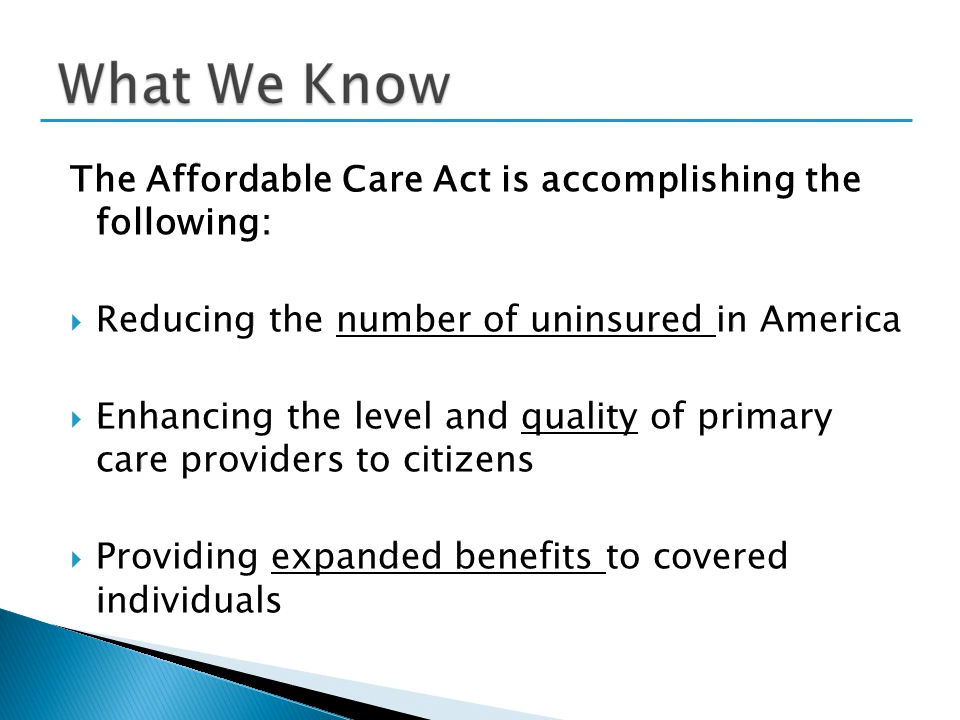 What We Know
The Affordable Care Act is accomplishing the
following:
Reducing the number of uninsured in America
Enhancing the level and quality of primary
care providers to citizens
Providing expanded benefits to covered
individuals